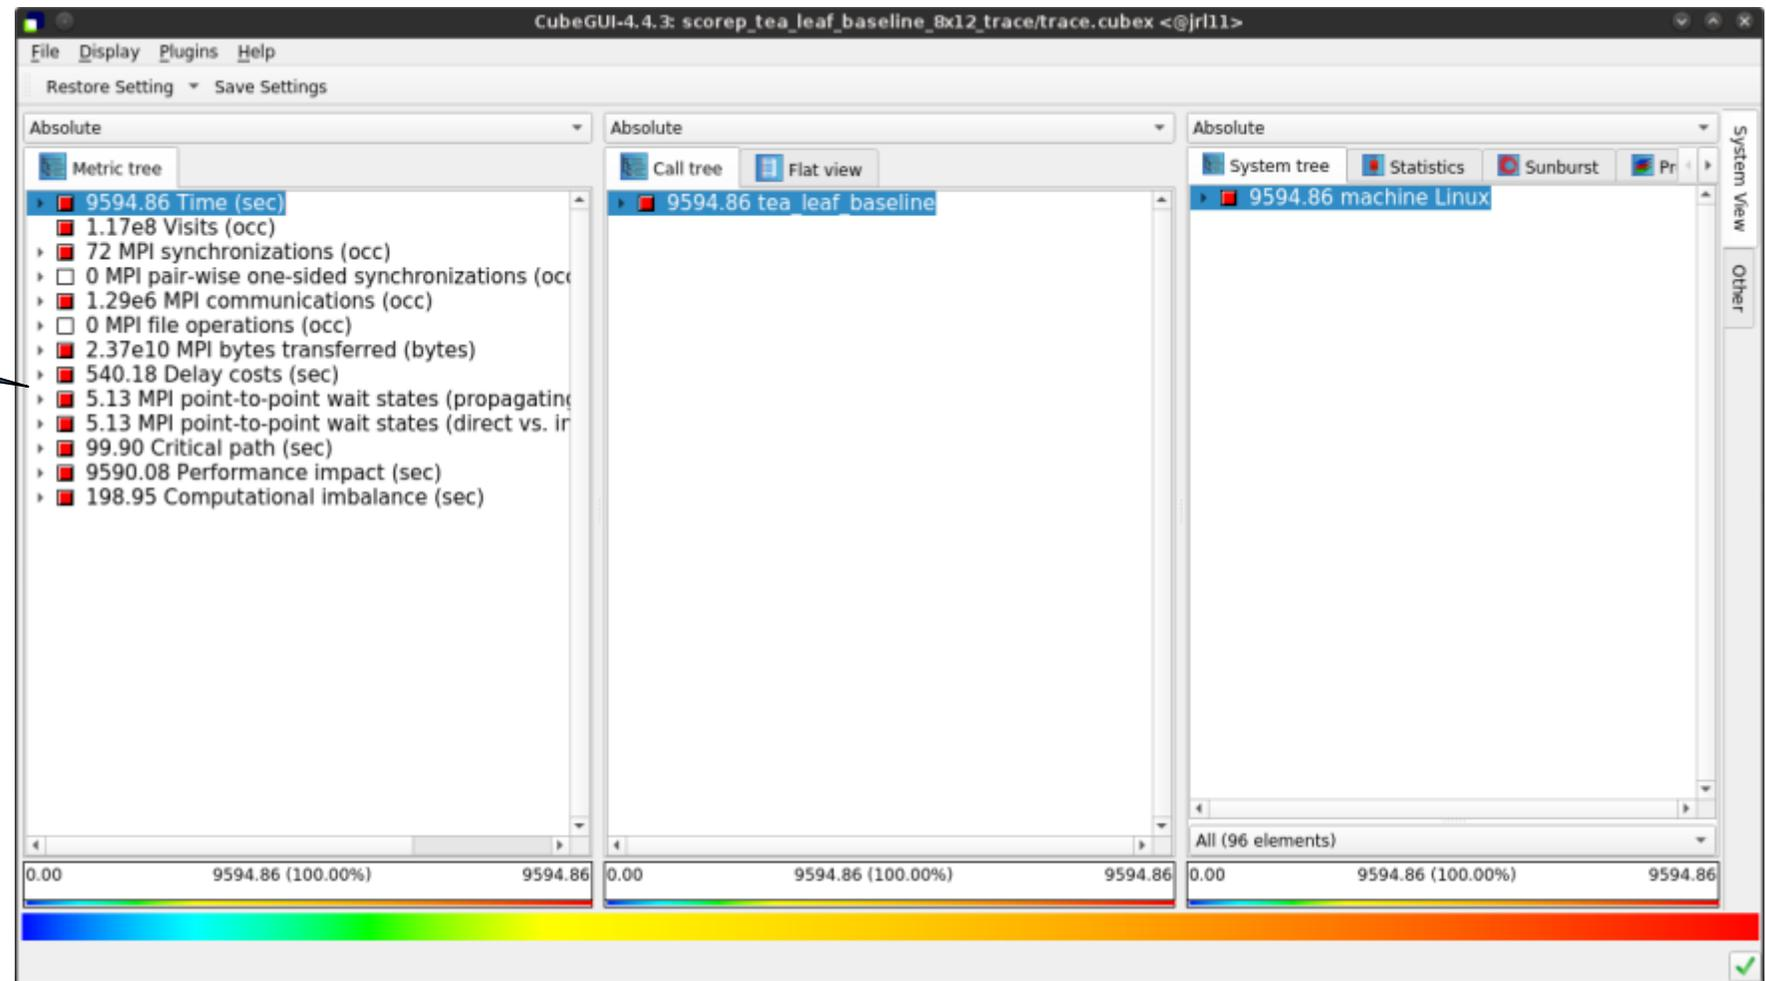 CubeGUI-4.4.3: scorep_tea_leaf_baseline_8x12_trace/trace.cubex <@jrl11>
File Display Plugins Help
Restore Setting Save Settings
Absolute
Metric tree
9594.86 Time (sec)
1.17e8 Visits (occ)
72 MPI synchronizations (occ)
0 MPI pair-wise one-sided synchronizations (occ
1.29e6 MPI communications (occ)
0 MPI file operations (occ)
2.37e10 MPI bytes transferred (bytes)
540.18 Delay costs (sec)
5.13 MPI point-to-point wait states (propagating
5.13 MPI point-to-point wait states (direct vs. in
99.90 Critical path (sec)
9590.08 Performance impact (sec)
198.95 Computational imbalance (sec)
0.00 9594.86 (100.00%) 9594.86
Absolute
Call tree Flat view
9594.86 tea_leaf_baseline
0.00 9594.86 (100.00%) 9594.86
Absolute
System tree Statistics Sunburst Pr
9594.86 machine Linux
All (96 elements)
0.00 9594.86 (100.00%) 9594.86
System View
Other